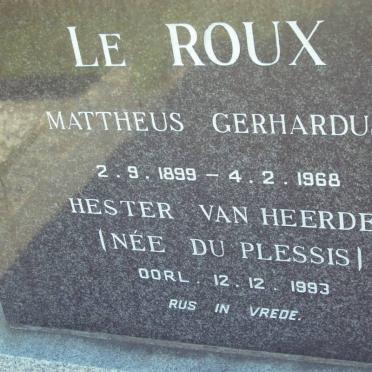 LE ROUX
MATTHEUS GERHARDUS
2.9.1899 – 4.2.1968
HESTER VAN HEERDE
(NÉE DU PLESSIS)
OORL. 12.12.1993
RUS IN VREDE.